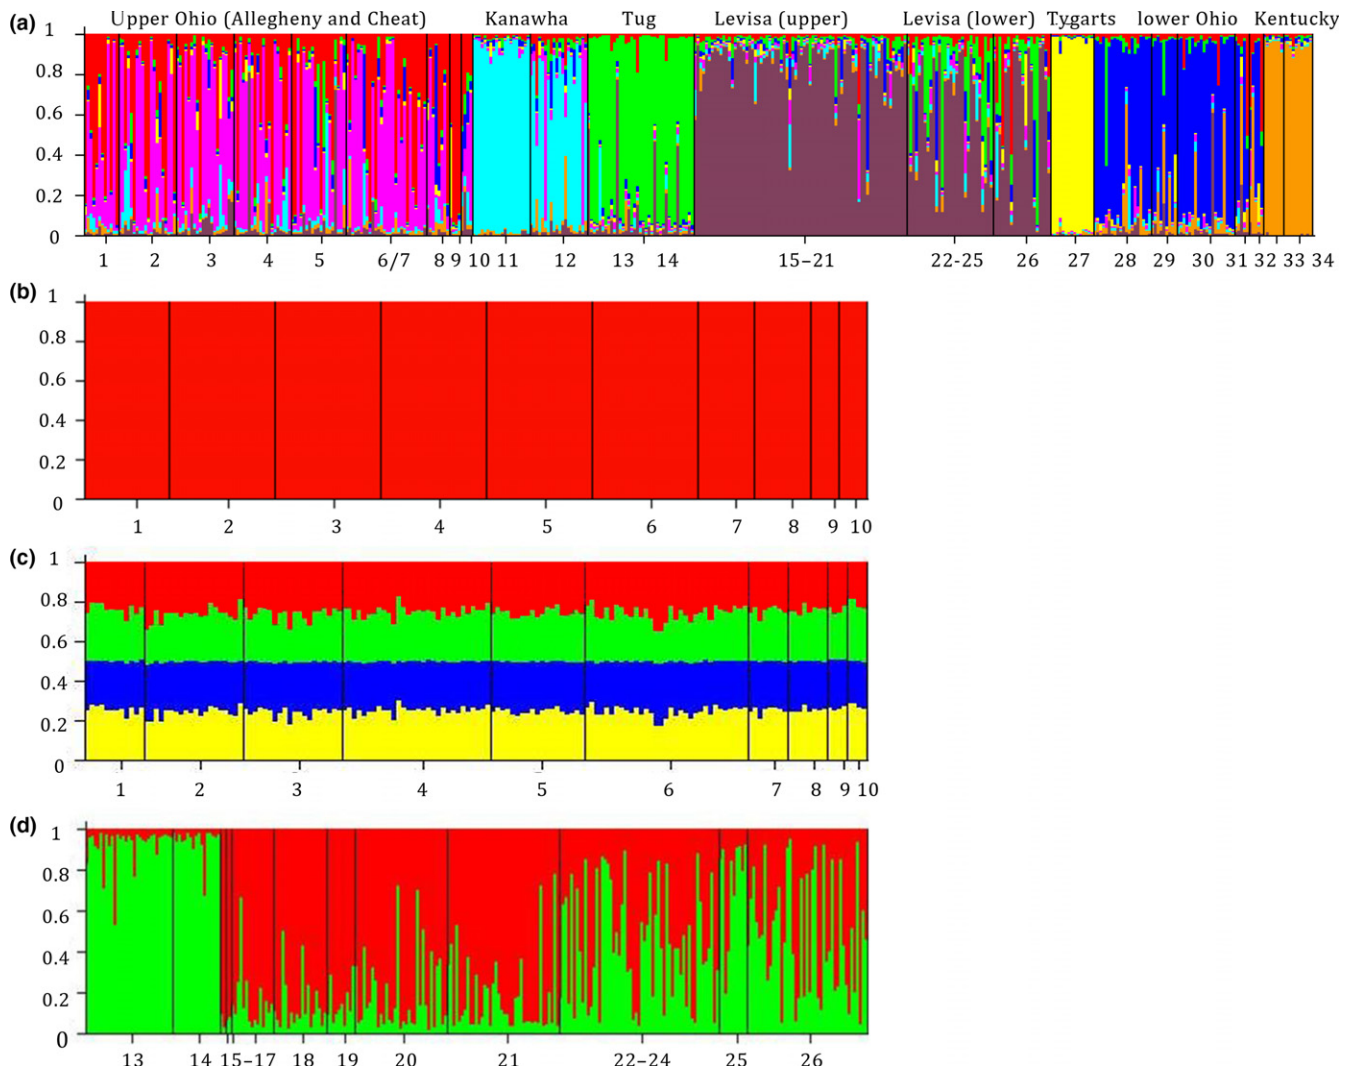 (a) Upper Ohio (Allegheny and Cheat) Kanawha Tug Levisa (upper) Levisa (lower) Tygarts lower Ohio Kentucky
1
0.8
0.6
0.4
0.2
0
1 2 3 4 5 6/7 8 9 10 11 12 13 14 15–21 22-25 26 27 28 29 30 31 32 33 34
(b) 1
0.8
0.6
0.4
0.2
0
1 2 3 4 5 6 7 8 9 10
(c) 1
0.8
0.6
0.4
0.2
0
1 2 3 4 5 6 7 8 9 10
(d) 1
0.8
0.6
0.4
0.2
0
13 14 15–17 18 19 20 21 22–24 25 26